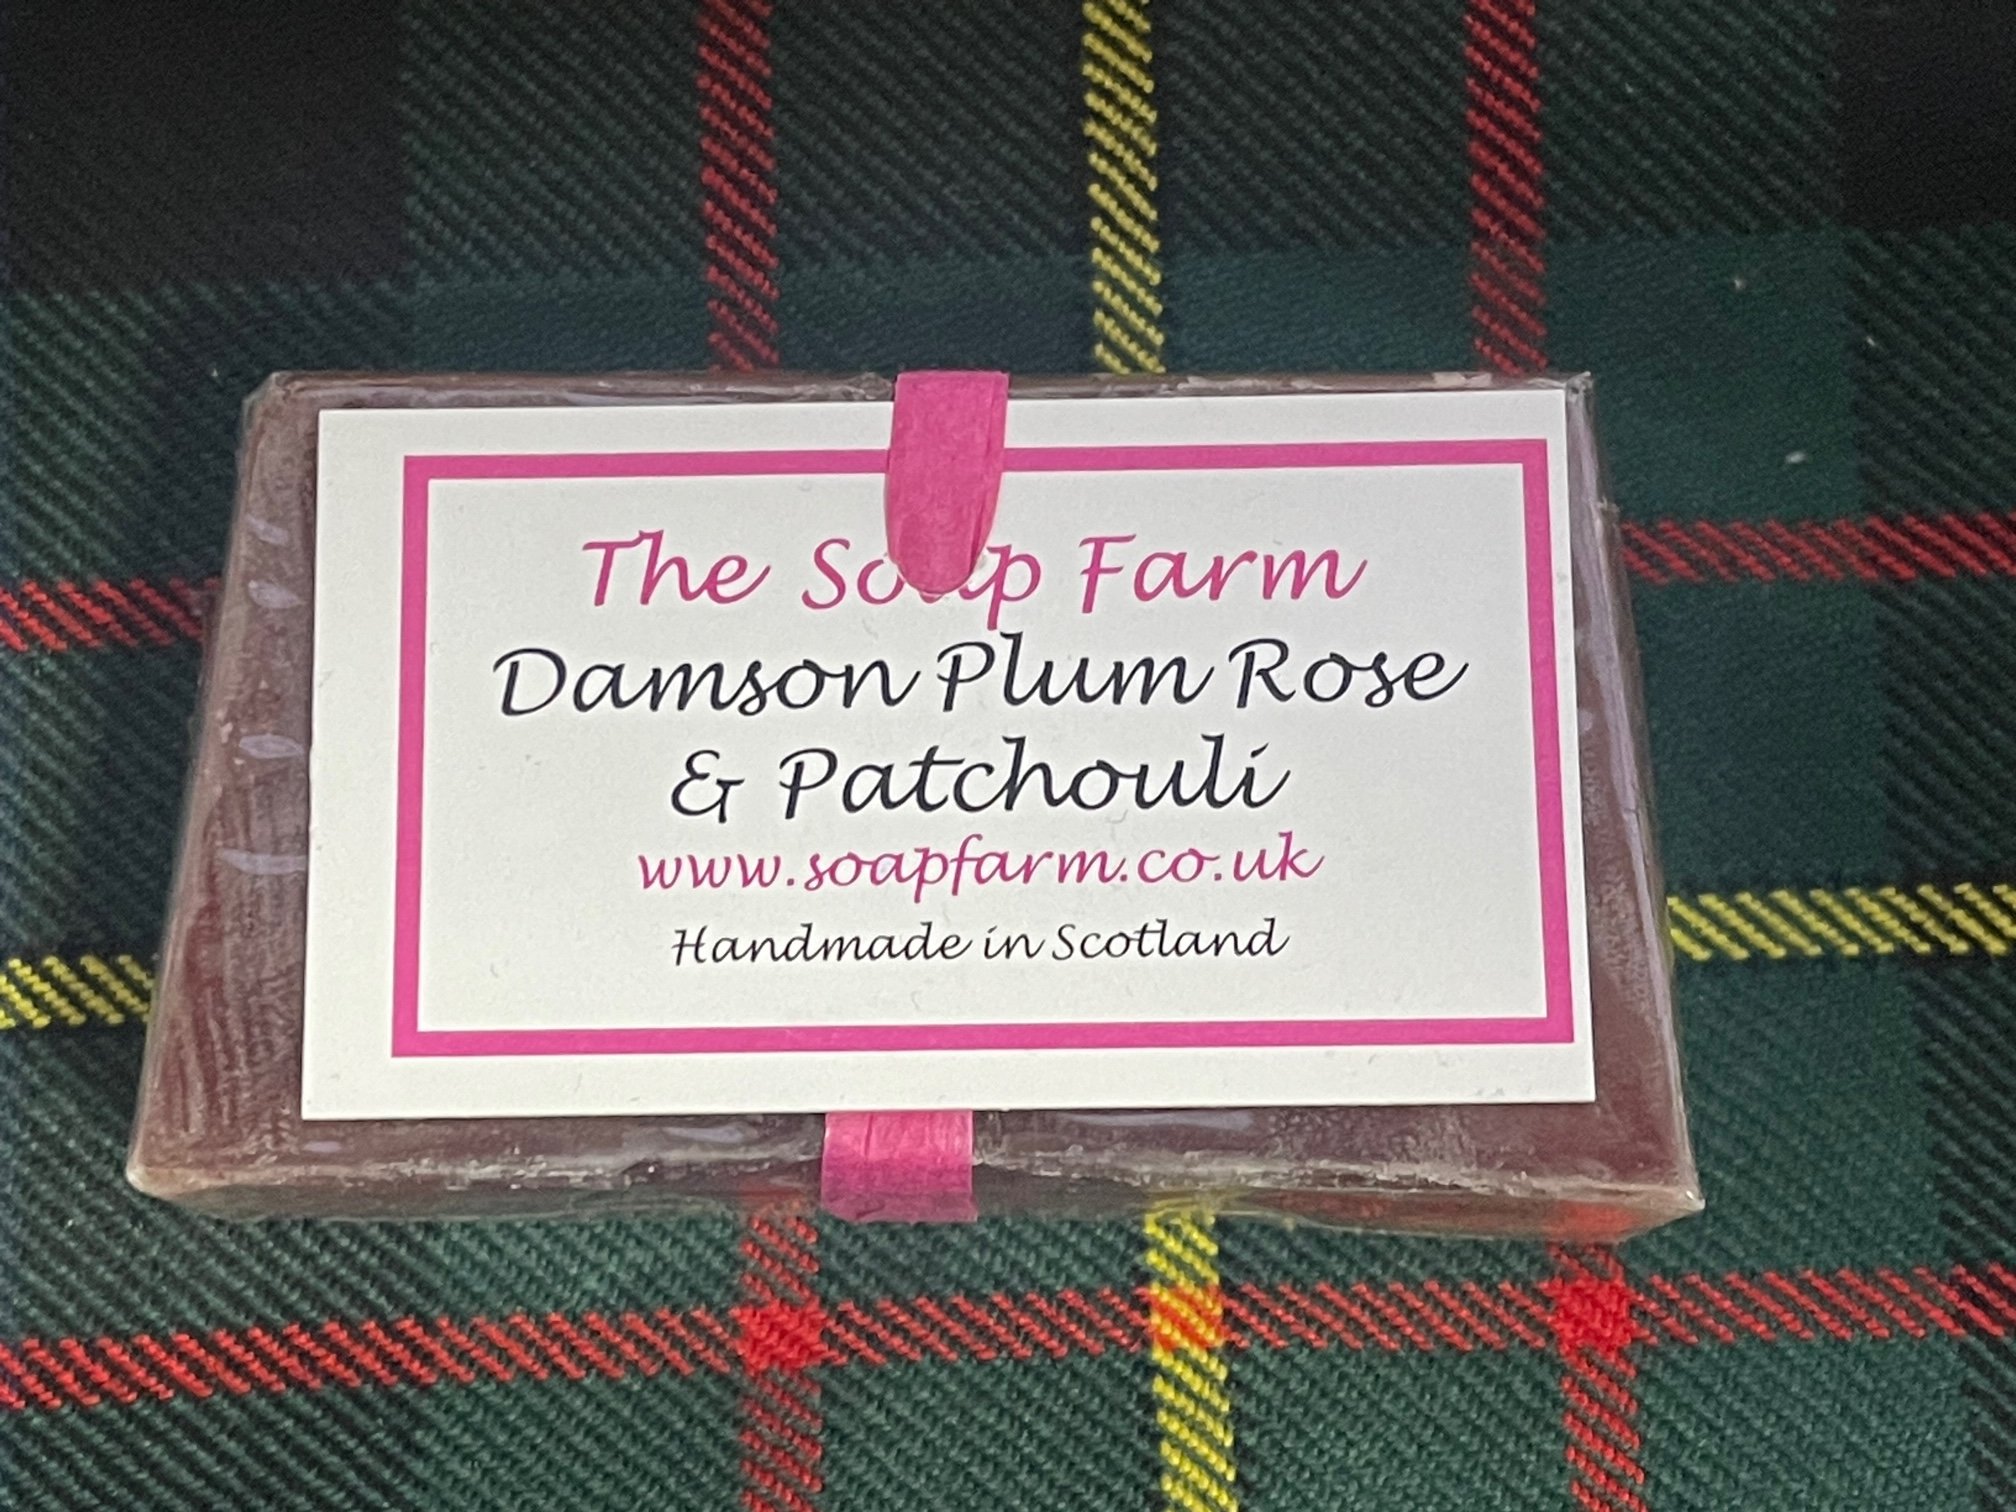 The Soap Farm
Damson Plum Rose
& Patchouli
www.soapfarm.co.uk
Handmade in Scotland